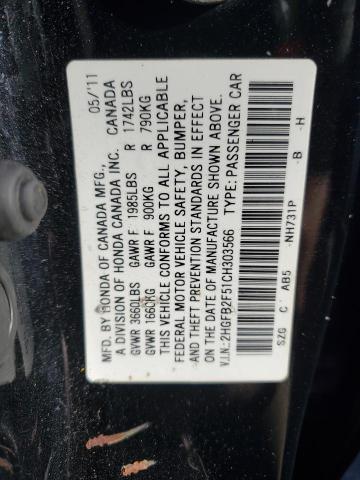 MFD. BY HONDA OF CANADA MFG., 05/'11
A DIVISION OF HONDA CANADA INC. CANADA
GVWR 3660LBS GAWR F 1985LBS R 1742LBS
GVWR 1660KG GAWR F 900KG R 790KG
THIS VEHICLE CONFORMS TO ALL APPLICABLE
FEDERAL MOTOR VEHICLE SAFETY, BUMPER,
AND THEFT PREVENTION STANDARDS IN EFFECT
ON THE DATE OF MANUFACTURE SHOWN ABOVE.
V.I.N.: 2HGFB2F51CH303566 TYPE: PASSENGER CAR
SZG C AB5 -NH731P -B -H